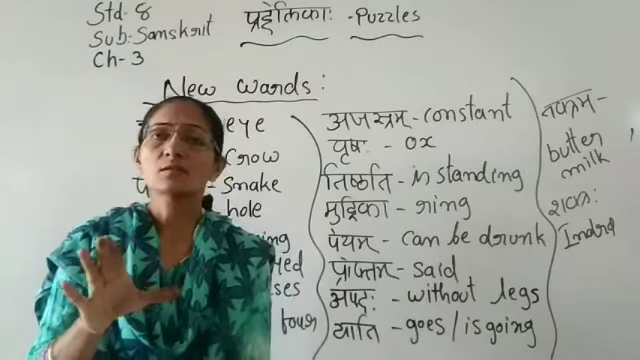 Std-8
Sub:Sanskrit
Ch-3
प्रहेलिकाः -Puzzles
New words:
eye
Crow
Snake
hole
four
अजस्रम् -constant
वृषः - ox
तिष्ठति - is standing
मुद्रिका - ring
पेयम् - can be drunk
प्रोक्तम् - said
अपदः - without legs
याति - goes/is going
तक्रम् -
butter
milk
शक्रः
Indra